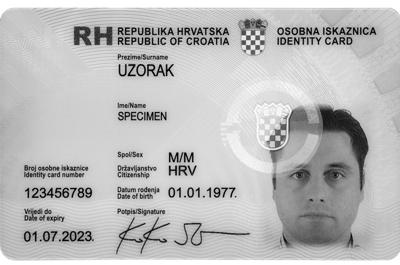 RH REPUBLIKA HRVATSKA
REPUBLIC OF CROATIA
OSOBNA ISKAZNICA
IDENTITY CARD
Prezime/Surname
UZORAK
Ime/Name
SPECIMEN
Spol/Sex
M/M
Broj osobne iskaznice
Identity card number
123456789
Državljanstvo
Citizenship
HRV
Datum rođenja
Date of birth
01.01.1977.
Vrijedi do
Date of expiry
01.07.2023.
Potpis/Signature